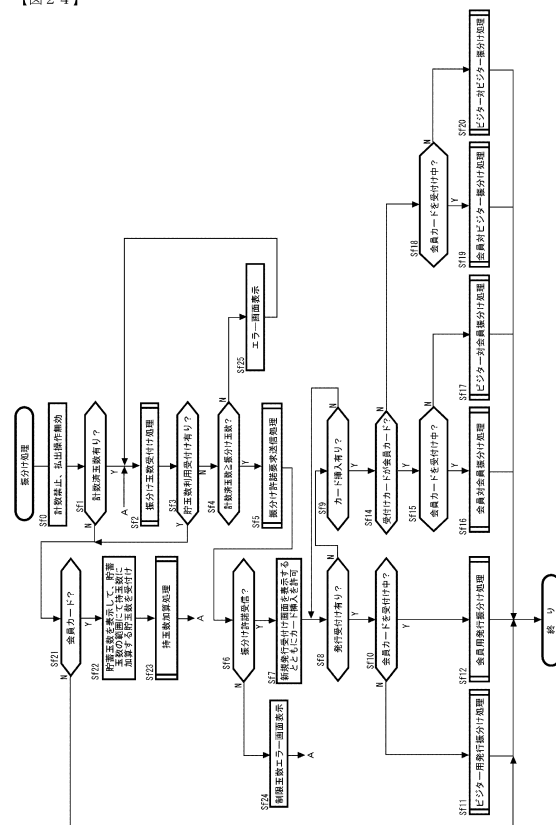 【図24】
振分け処理
Sf0
計数禁止、払出操作無効
Sf1
計数済玉数有り?
N
Y
A
Sf2
振分け玉数受付け処理
Sf3
貯玉数利用受付け有り?
Y
N
Sf4
計数済玉数≧振分け玉数?
N
Y
Sf25
エラー画面表示
Sf5
振分け許諾要求送信処理
Sf21
会員カード?
N
Y
Sf22
貯蓄玉数を表示して、貯蓄
玉数の範囲にて持玉数に
加算する貯玉数を受付け
Sf23
持玉数加算処理
A
Sf6
振分け許諾受信?
N
Y
Sf24
制限玉数エラー画面表示
A
Sf7
新規発行受付け画面を表示する
とともにカード挿入を許可
Sf8
発行受付け有り?
N
Y
Sf9
カード挿入有り?
N
Y
Sf10
会員カードを受付け中?
N
Y
Sf11
ビジター用発行振分け処理
Sf12
会員用発行振分け処理
Sf14
受付けカードが会員カード?
N
Y
Sf15
会員カードを受付け中?
N
Y
Sf16
会員対会員振分け処理
Sf17
ビジター対会員振分け処理
Sf18
会員カードを受付け中?
N
Y
Sf19
会員対ビジター振分け処理
Sf20
ビジター対ビジター振分け処理
終り